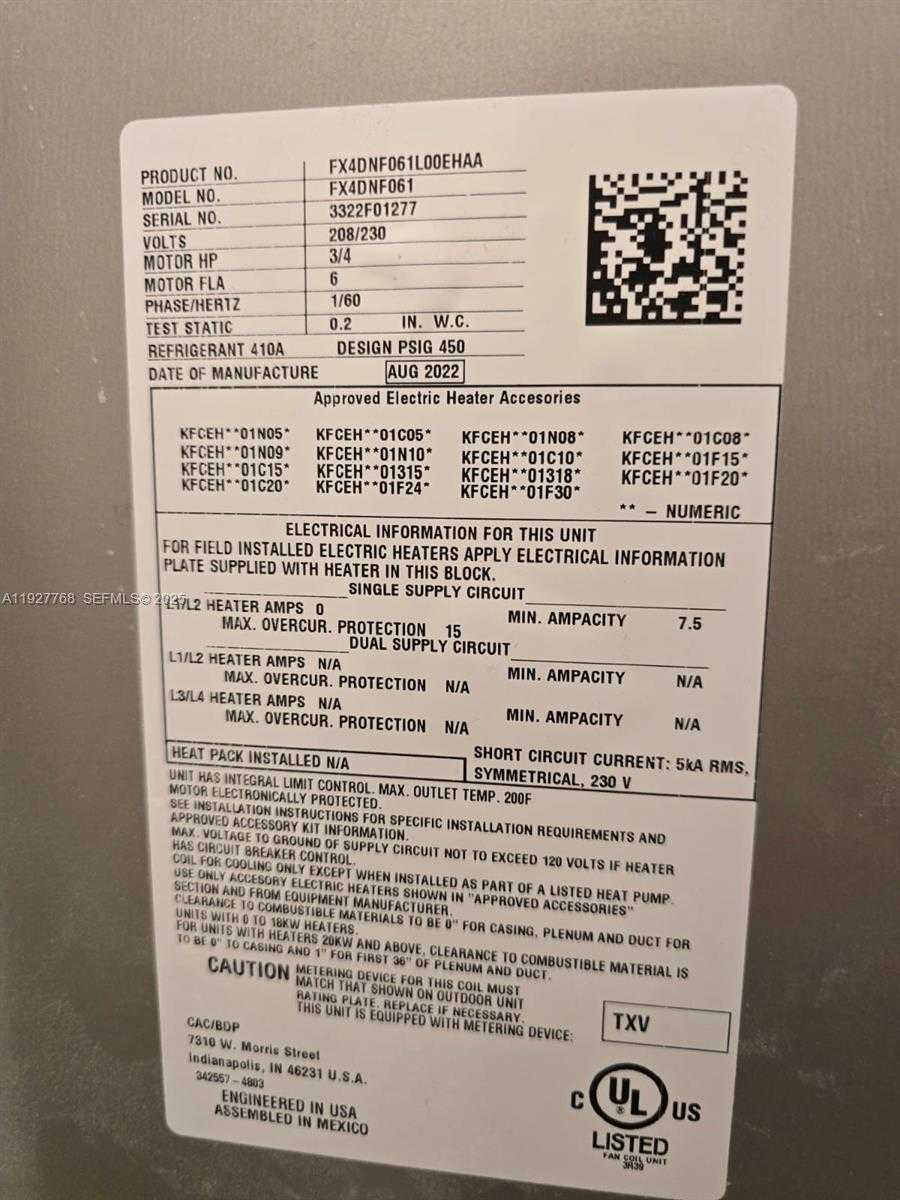 PRODUCT NO. FX4DNF061L00EHAA
MODEL NO. FX4DNF061
SERIAL NO. 3322F01277
VOLTS 208/230
MOTOR HP 3/4
MOTOR FLA 6
PHASE/HERTZ 1/60
TEST STATIC 0.2 IN. W.C.
REFRIGERANT 410A DESIGN PSIG 450
DATE OF MANUFACTURE AUG 2022
Approved Electric Heater Accesories
KFCEH**01N05* KFCEH**01C05* KFCEH**01N08* KFCEH**01C08*
KFCEH**01N09* KFCEH**01N10* KFCEH**01C10* KFCEH**01F15*
KFCEH**01C15* KFCEH**01315* KFCEH**01318* KFCEH**01F20*
KFCEH**01C20* KFCEH**01F24* KFCEH**01F30*
** — NUMERIC
ELECTRICAL INFORMATION FOR THIS UNIT
FOR FIELD INSTALLED ELECTRIC HEATERS APPLY ELECTRICAL INFORMATION
PLATE SUPPLIED WITH HEATER IN THIS BLOCK.
SINGLE SUPPLY CIRCUIT
A11927768 SEFMLS© 2025
L1/L2 HEATER AMPS 0 MIN. AMPACITY 7.5
MAX. OVERCUR. PROTECTION 15
DUAL SUPPLY CIRCUIT
L1/L2 HEATER AMPS N/A MIN. AMPACITY N/A
MAX. OVERCUR. PROTECTION N/A
L3/L4 HEATER AMPS N/A MIN. AMPACITY N/A
MAX. OVERCUR. PROTECTION N/A
HEAT PACK INSTALLED N/A
SHORT CIRCUIT CURRENT: 5kA RMS,
SYMMETRICAL, 230 V
UNIT HAS INTEGRAL LIMIT CONTROL. MAX. OUTLET TEMP. 200F
MOTOR ELECTRONICALLY PROTECTED.
SEE INSTALLATION INSTRUCTIONS FOR SPECIFIC INSTALLATION REQUIREMENTS AND
APPROVED ACCESSORY KIT INFORMATION.
MAX. VOLTAGE TO GROUND OF SUPPLY CIRCUIT NOT TO EXCEED 120 VOLTS IF HEATER
HAS CIRCUIT BREAKER CONTROL.
COIL FOR COOLING ONLY EXCEPT WHEN INSTALLED AS PART OF A LISTED HEAT PUMP.
USE ONLY ACCESORY ELECTRIC HEATERS SHOWN IN "APPROVED ACCESSORIES"
SECTION AND FROM EQUIPMENT MANUFACTURER.
CLEARANCE TO COMBUSTIBLE MATERIALS TO BE 0" FOR CASING, PLENUM AND DUCT FOR
UNITS WITH 0 TO 18KW HEATERS.
FOR UNITS WITH HEATERS 20KW AND ABOVE, CLEARANCE TO COMBUSTIBLE MATERIAL IS
TO BE 0" TO CASING AND 1" FOR FIRST 36" OF PLENUM AND DUCT.
CAUTION METERING DEVICE FOR THIS COIL MUST
MATCH THAT SHOWN ON OUTDOOR UNIT
RATING PLATE. REPLACE IF NECESSARY.
THIS UNIT IS EQUIPPED WITH METERING DEVICE: TXV
CAC/BDP
7310 W. Morris Street
Indianapolis, IN 46231 U.S.A.
342557-4803
ENGINEERED IN USA
ASSEMBLED IN MEXICO
C UL ® US
LISTED
FAN COIL UNIT
3R39